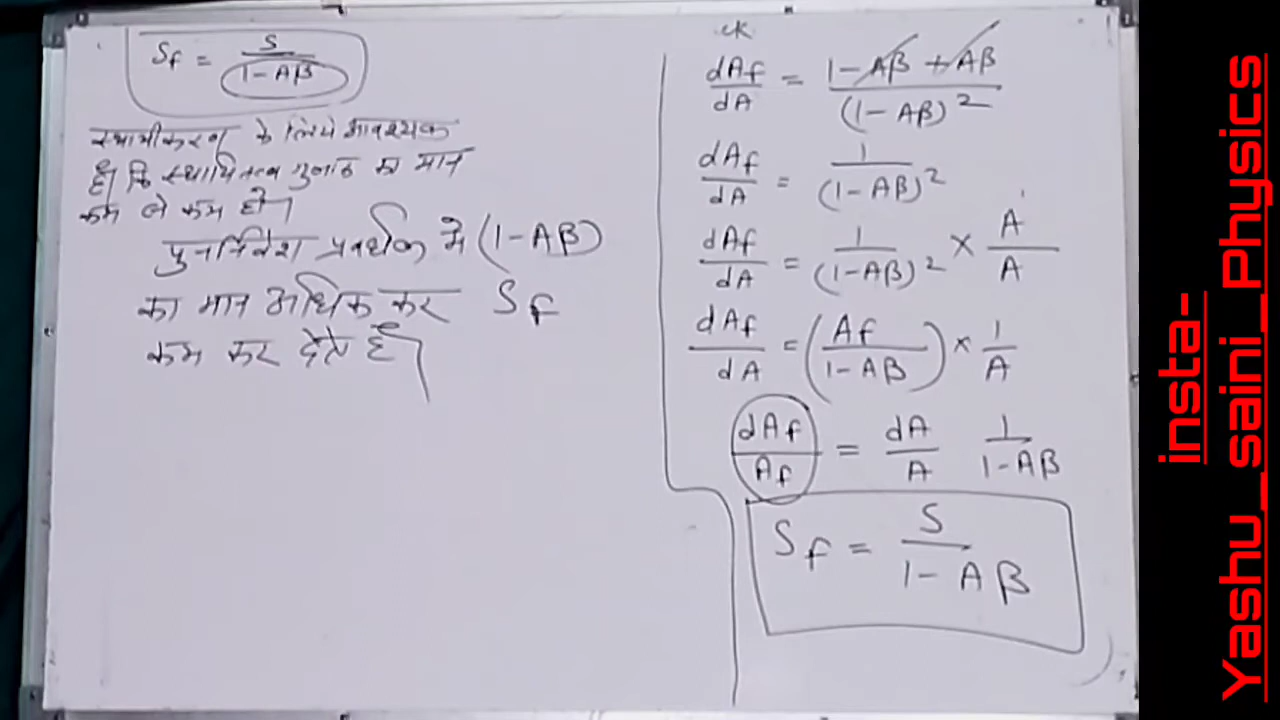 Sf = S / (1 - Aβ)
स्थायीकरण के लिये आवश्यक
है कि स्थायित्व गुणांक का मान
कम से कम हो।
पुनर्निवेश प्रवर्धक में (1 - Aβ)
का मान अधिक कर Sf
कम कर देते हैं।
dAf / dA = (1 - Aβ + Aβ) / (1 - Aβ)²
dAf / dA = 1 / (1 - Aβ)²
dAf / dA = 1 / (1-Aβ)² × A / A
dAf / dA = (Af / 1-Aβ) × 1 / A
dAf / Af = dA / A 1 / 1-Aβ
Sf = S / 1- Aβ
insta-
Yashu_saini_Physics